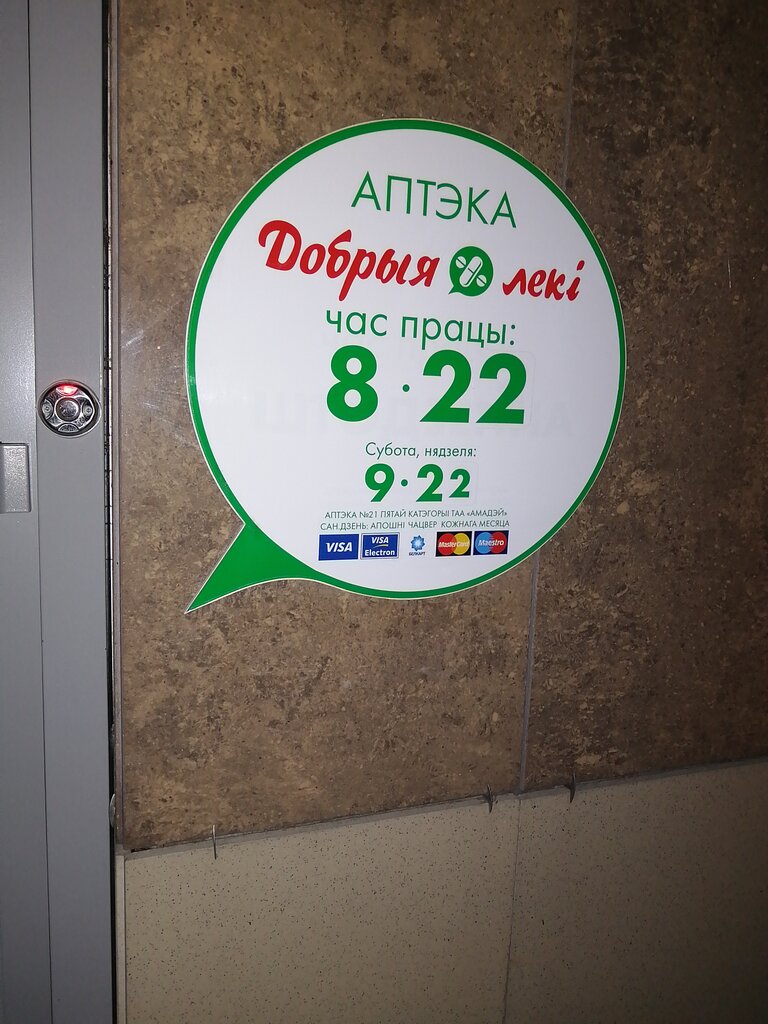 АПТЭКА
Добрыя лекі
час працы:
8·22
Субота, нядзеля:
9·22
АПТЭКА №21 ПЯТАЙ КАТЭГОРЫІ ТАА «АМАДЭЙ»
САН.ДЗЕНЬ: АПОШНІ ЧАЦВЕР КОЖНАГА МЕСЯЦА
VISA VISA Electron БЕЛКАРТ MasterCard Maestro